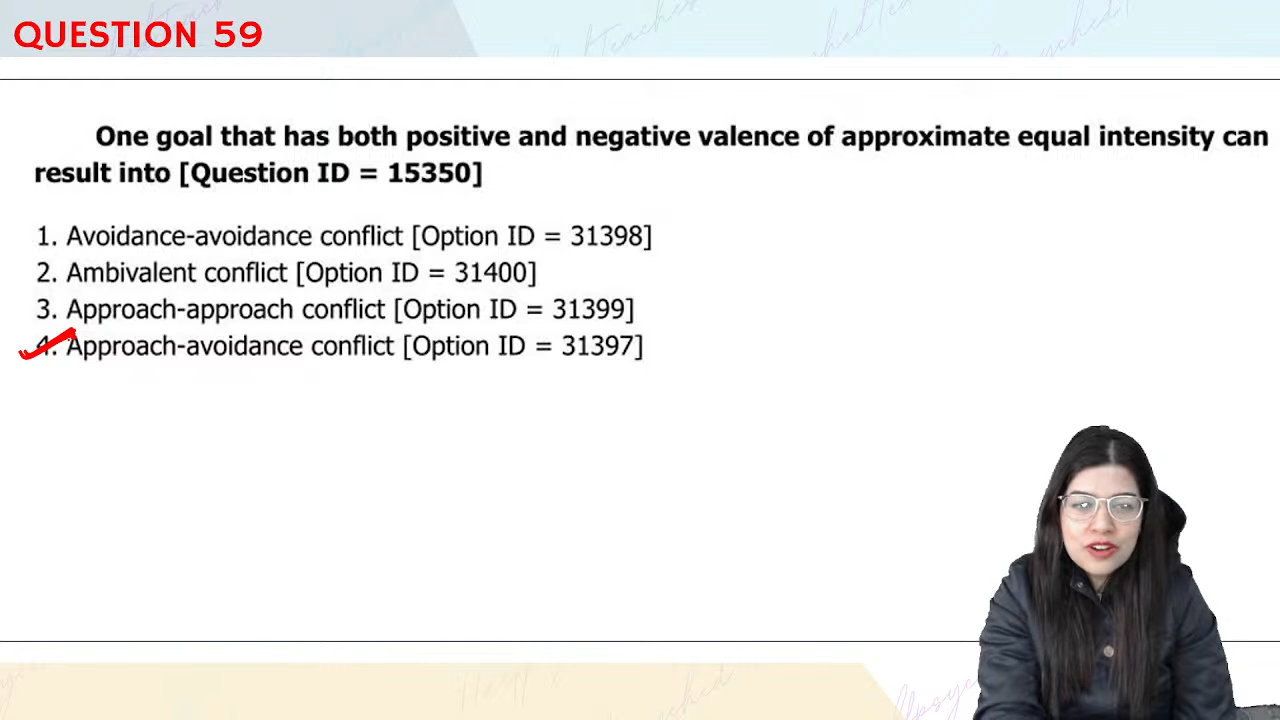 QUESTION 59
One goal that has both positive and negative valence of approximate equal intensity can
result into [Question ID = 15350]
1. Avoidance-avoidance conflict [Option ID = 31398]
2. Ambivalent conflict [Option ID = 31400]
3. Approach-approach conflict [Option ID = 31399]
4. Approach-avoidance conflict [Option ID = 31397]